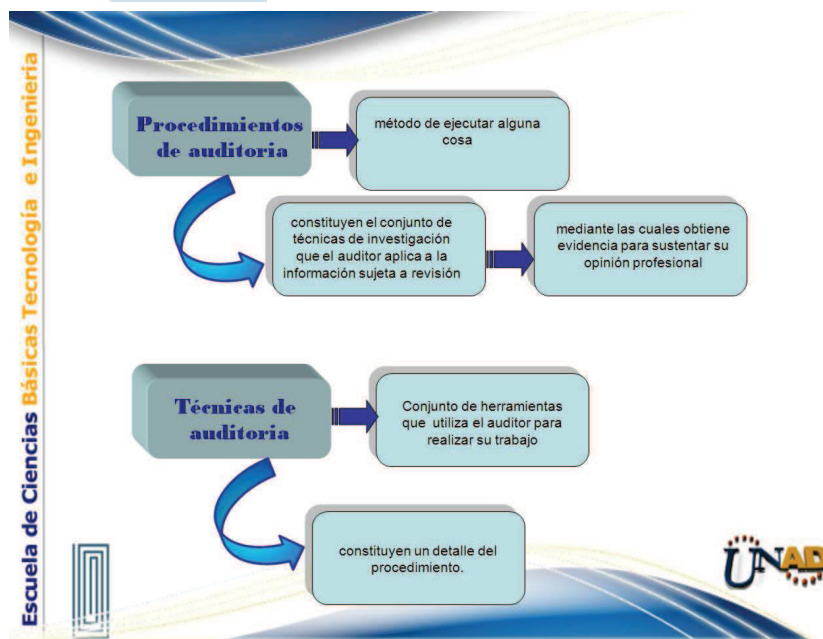 Escuela de Ciencias Básicas Tecnología e Ingenieria
Procedimientos
de auditoria
método de ejecutar alguna
cosa
constituyen el conjunto de
técnicas de investigación
que el auditor aplica a la
información sujeta a revisión
mediante las cuales obtiene
evidencia para sustentar su
opinión profesional
Técnicas de
auditoria
Conjunto de herramientas
que utiliza el auditor para
realizar su trabajo
constituyen un detalle del
procedimiento.
UNAD